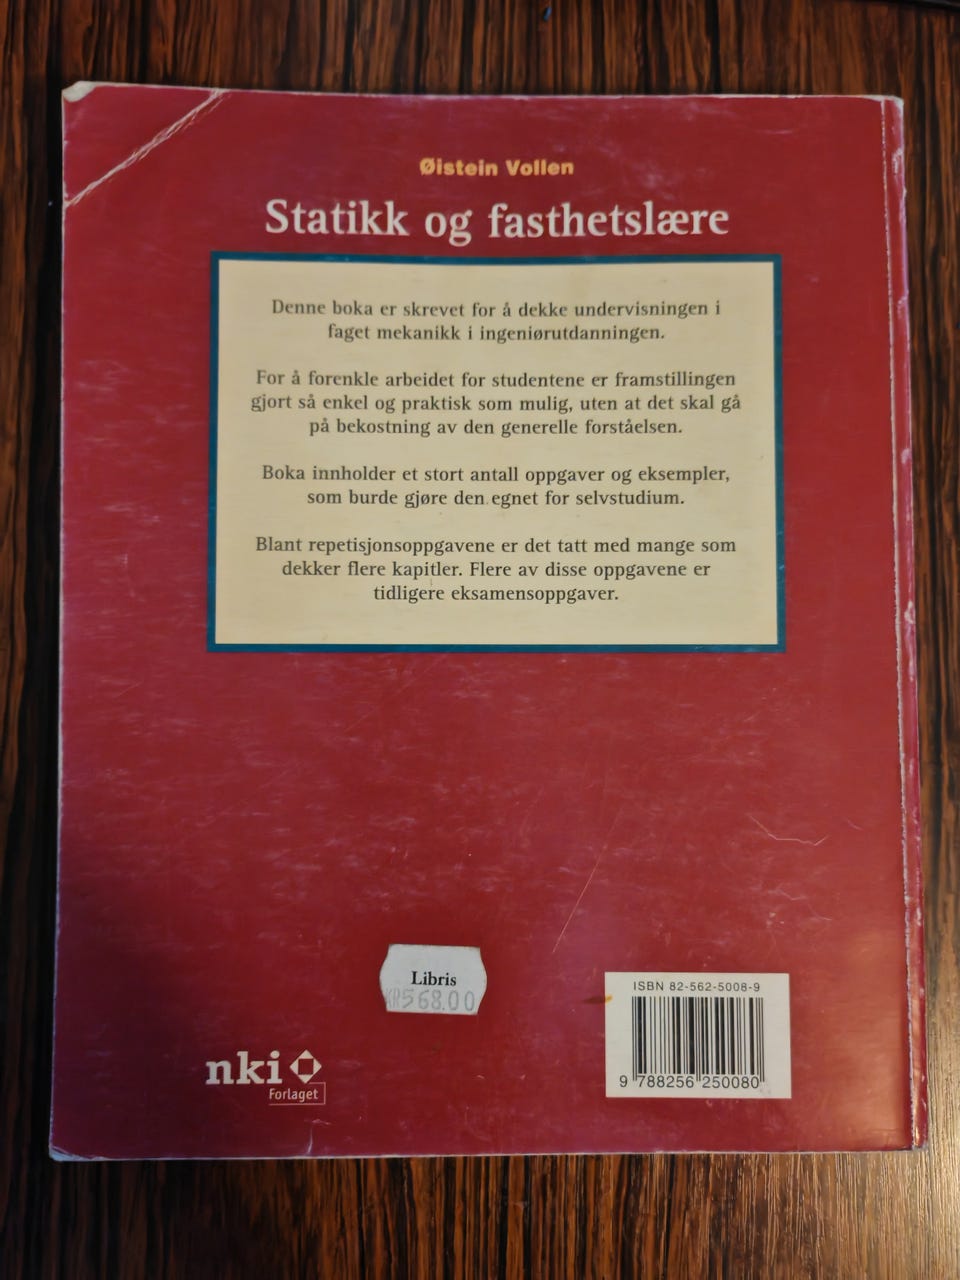 Øistein Vollen
Statikk og fasthetslære
Denne boka er skrevet for å dekke undervisningen i
faget mekanikk i ingeniørutdanningen.
For å forenkle arbeidet for studentene er framstillingen
gjort så enkel og praktisk som mulig, uten at det skal gå
på bekostning av den generelle forståelsen.
Boka innholder et stort antall oppgaver og eksempler,
som burde gjøre den egnet for selvstudium.
Blant repetisjonsoppgavene er det tatt med mange som
dekker flere kapitler. Flere av disse oppgavene er
tidligere eksamensoppgaver.
Libris
KR568.00
nki
Forlaget
ISBN 82-562-5008-9
9 788256 250080